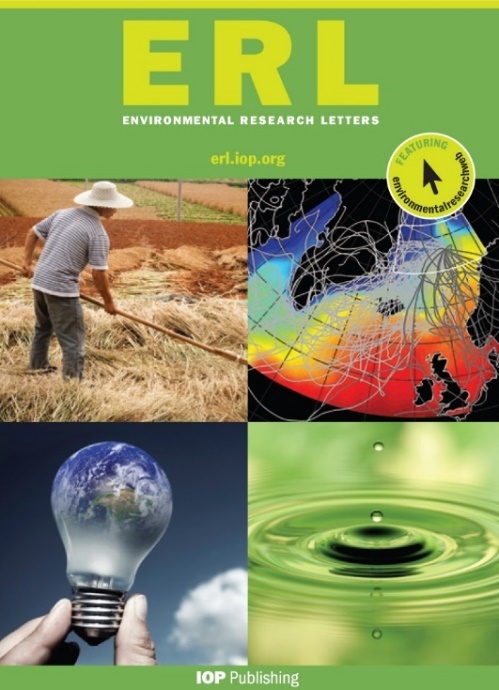 ERL
ENVIRONMENTAL RESEARCH LETTERS
erl.iop.org
FEATURING
environmentalresearchweb
IOP Publishing